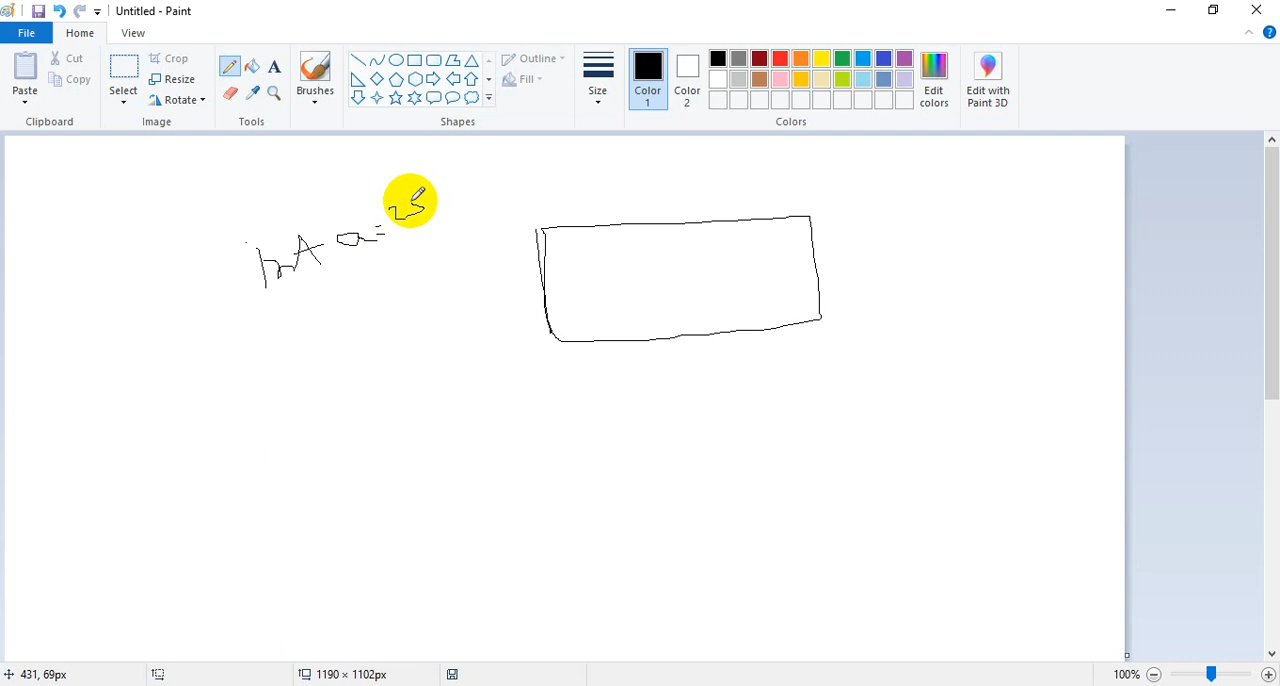 Untitled - Paint
File Home View
Paste
Cut
Copy
Clipboard
Select
Crop
Resize
Rotate
Image
A
Tools
Brushes
Shapes
Outline
Fill
Size
Color 1
Color 2
Colors
Edit colors
Edit with Paint 3D
a= 25
431, 69px
1190 × 1102px
100%